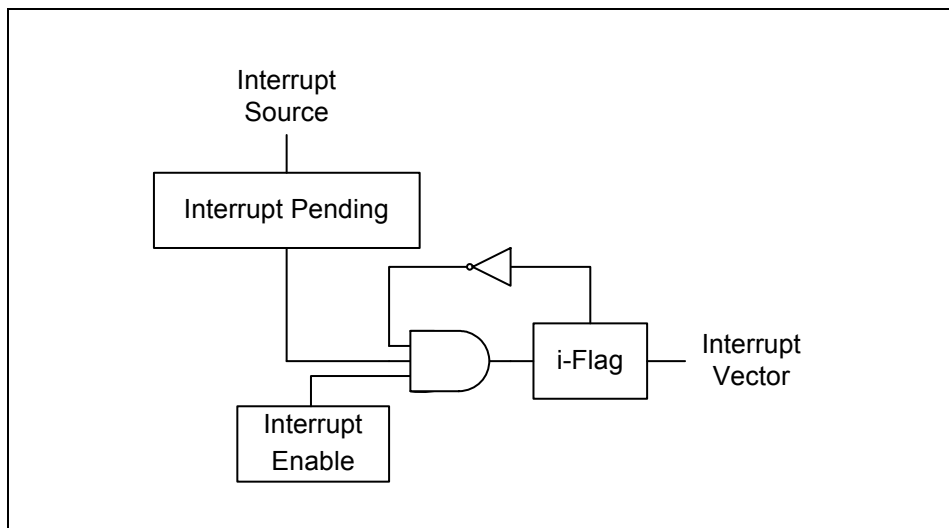 Interrupt
Source
Interrupt Pending
i-Flag
Interrupt
Vector
Interrupt
Enable